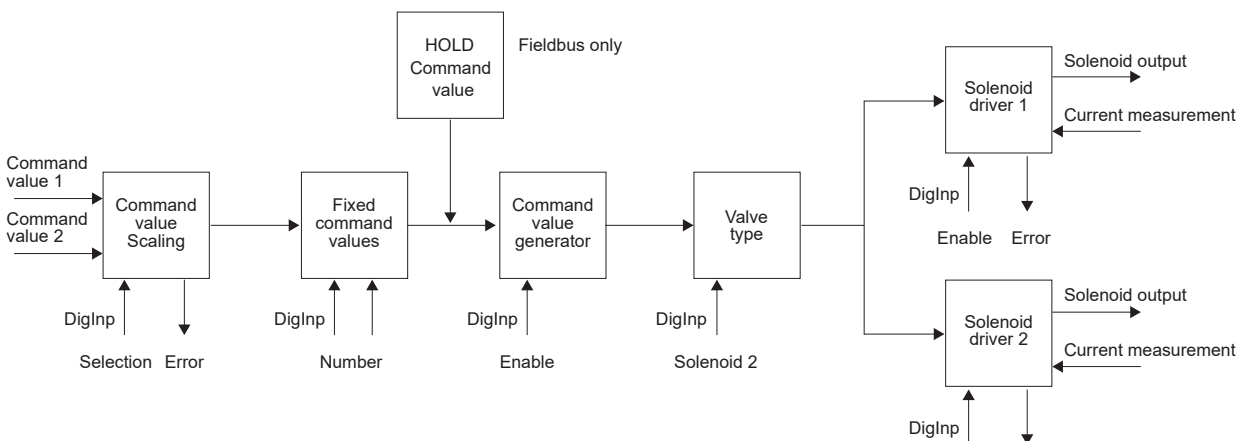 HOLD
Command
value
Fieldbus only
Command
value 1
Command
value 2
Command
value
Scaling
DigInp
Selection
Error
Fixed
command
values
DigInp
Number
Command
value
generator
DigInp
Enable
Valve
type
DigInp
Solenoid 2
Solenoid
driver 1
Solenoid output
Current measurement
DigInp
Enable
Error
Solenoid
driver 2
Solenoid output
Current measurement
DigInp